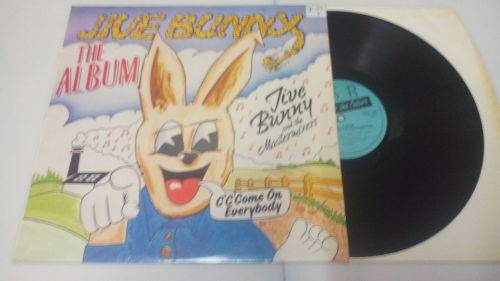 JIVE BUNNY
THE
ALBUM
Jive
Bunny
and the
Mastermixers
C'C'Come On
Everybody